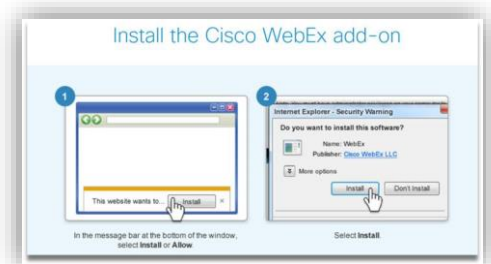 Install the Cisco WebEx add-on
1
This website wants to...
Install
×
In the message bar at the bottom of the window,
select Install or Allow.
2
Internet Explorer - Security Warning
Do you want to install this software?
Name: WebEx
Publisher: Cisco WebEx LLC
More options
Install
Don't Install
Select Install.